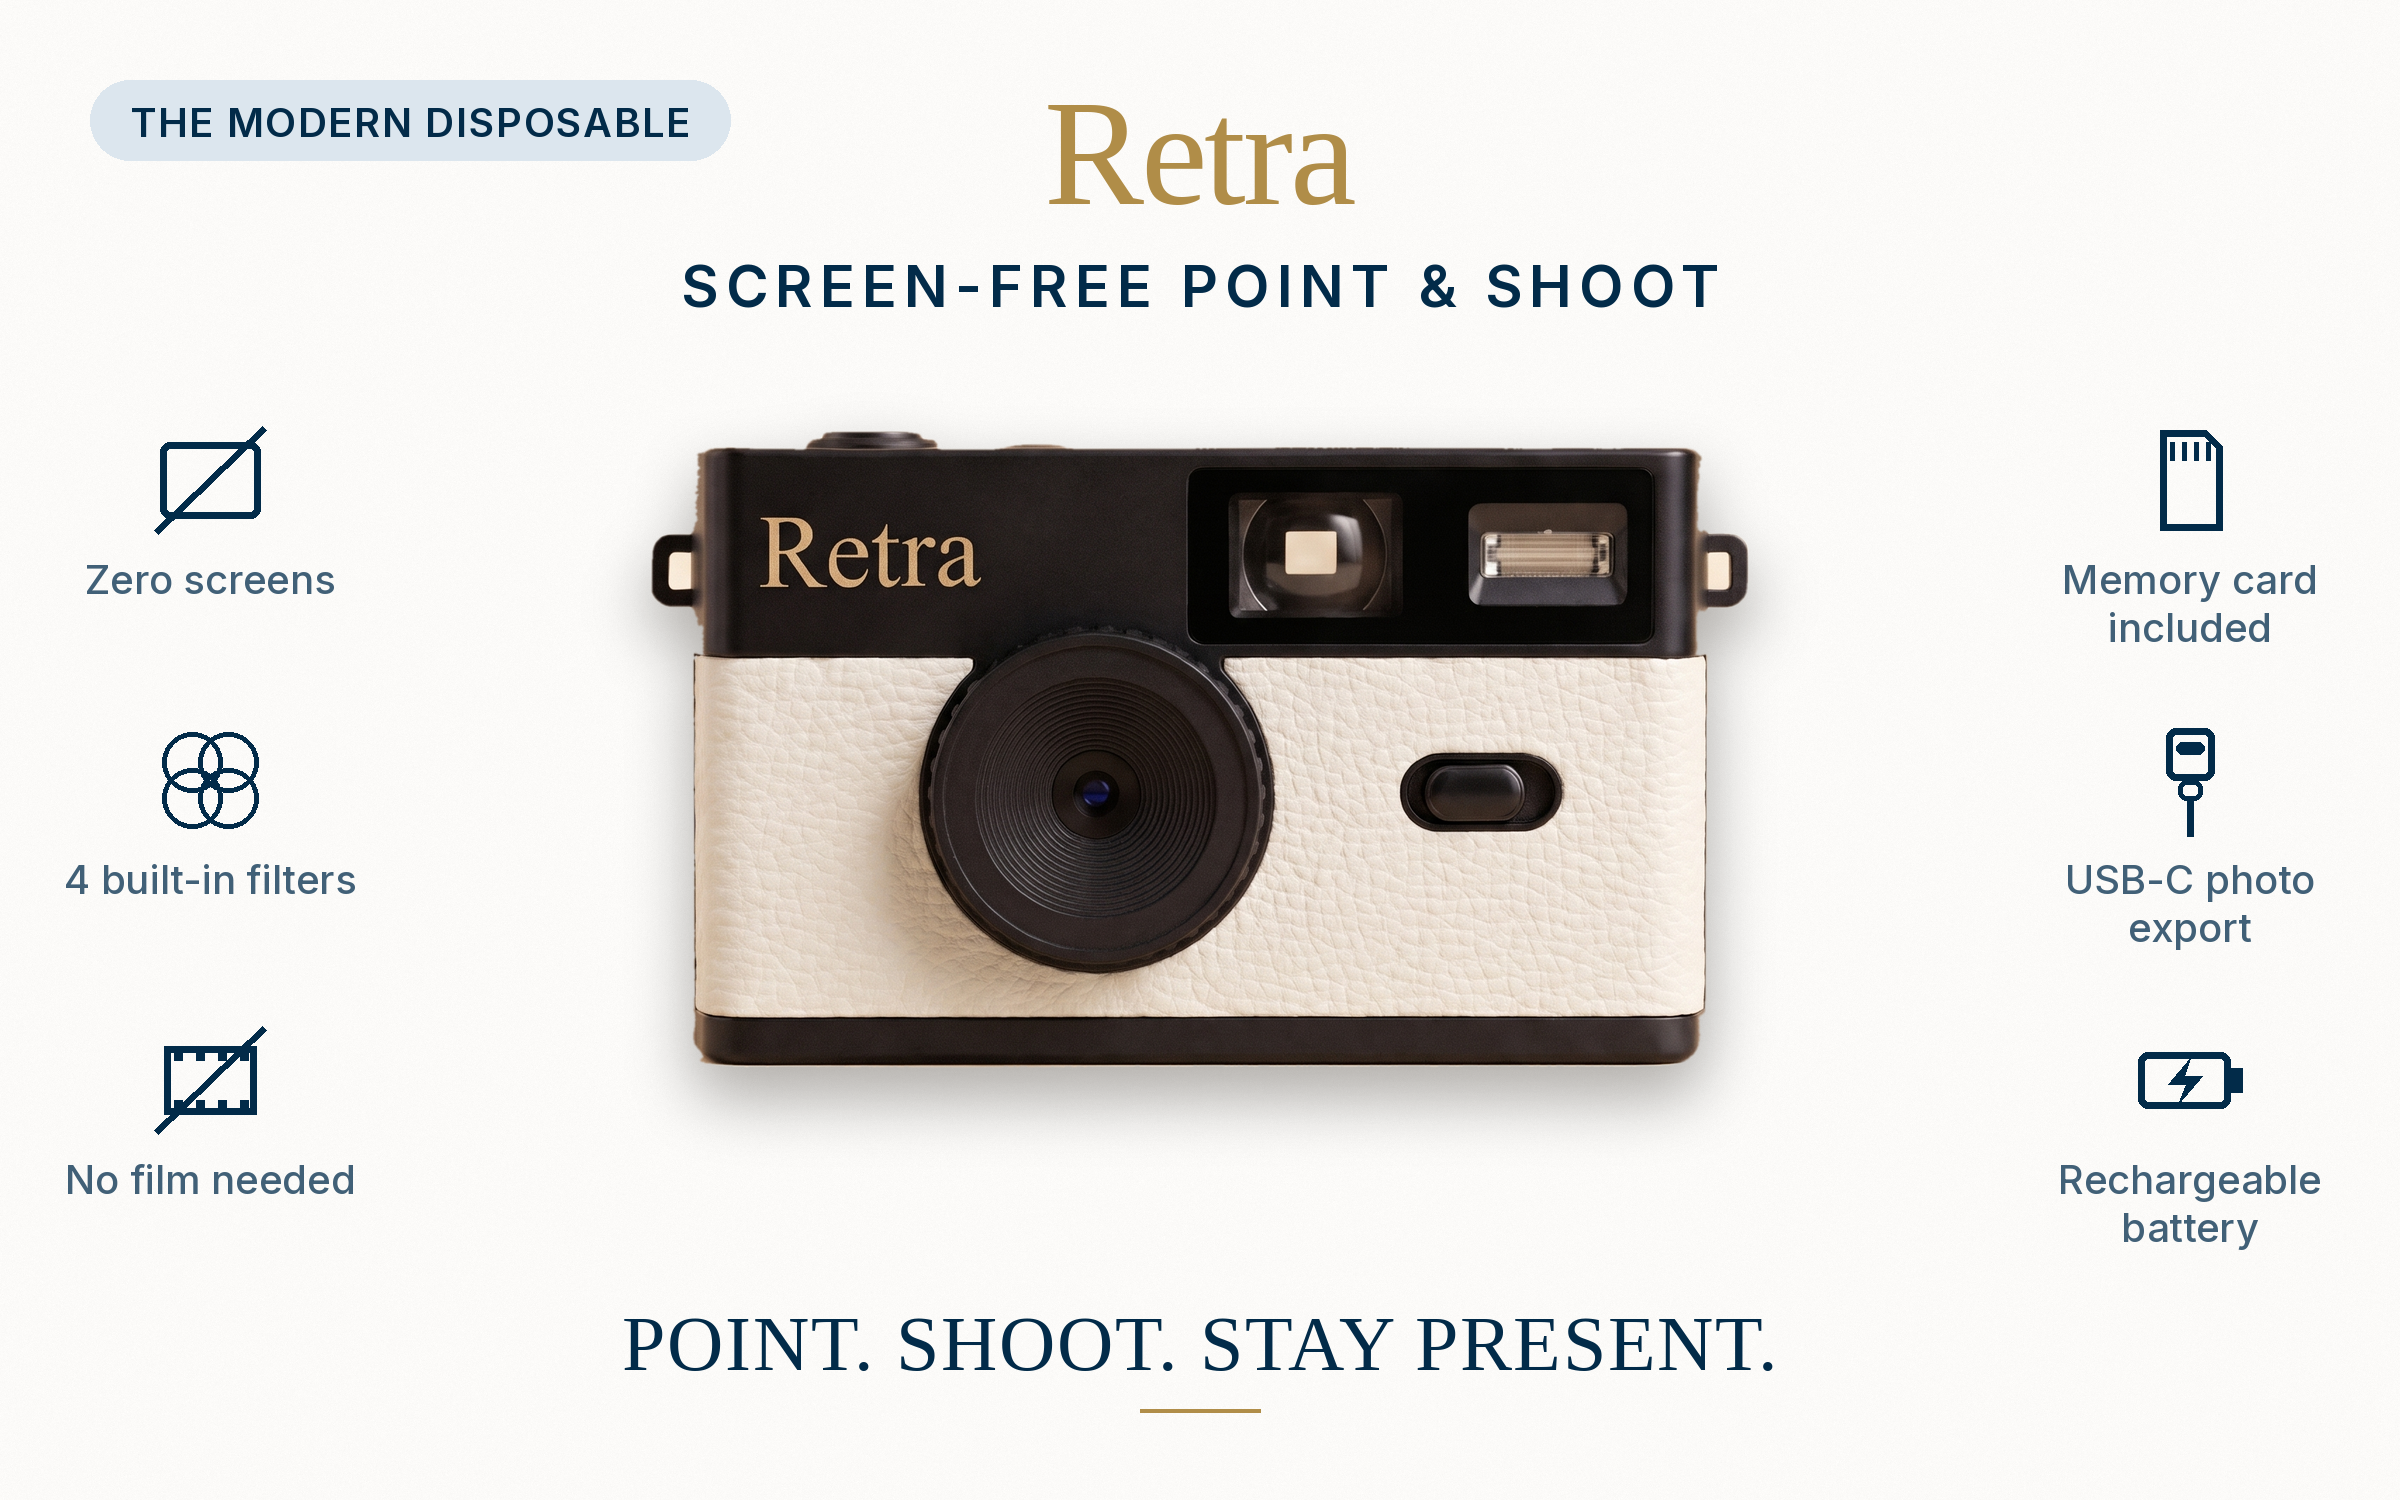 THE MODERN DISPOSABLE
Retra
SCREEN-FREE POINT & SHOOT
Retra
Zero screens
4 built-in filters
No film needed
Memory card
included
USB-C photo
export
Rechargeable
battery
POINT. SHOOT. STAY PRESENT.